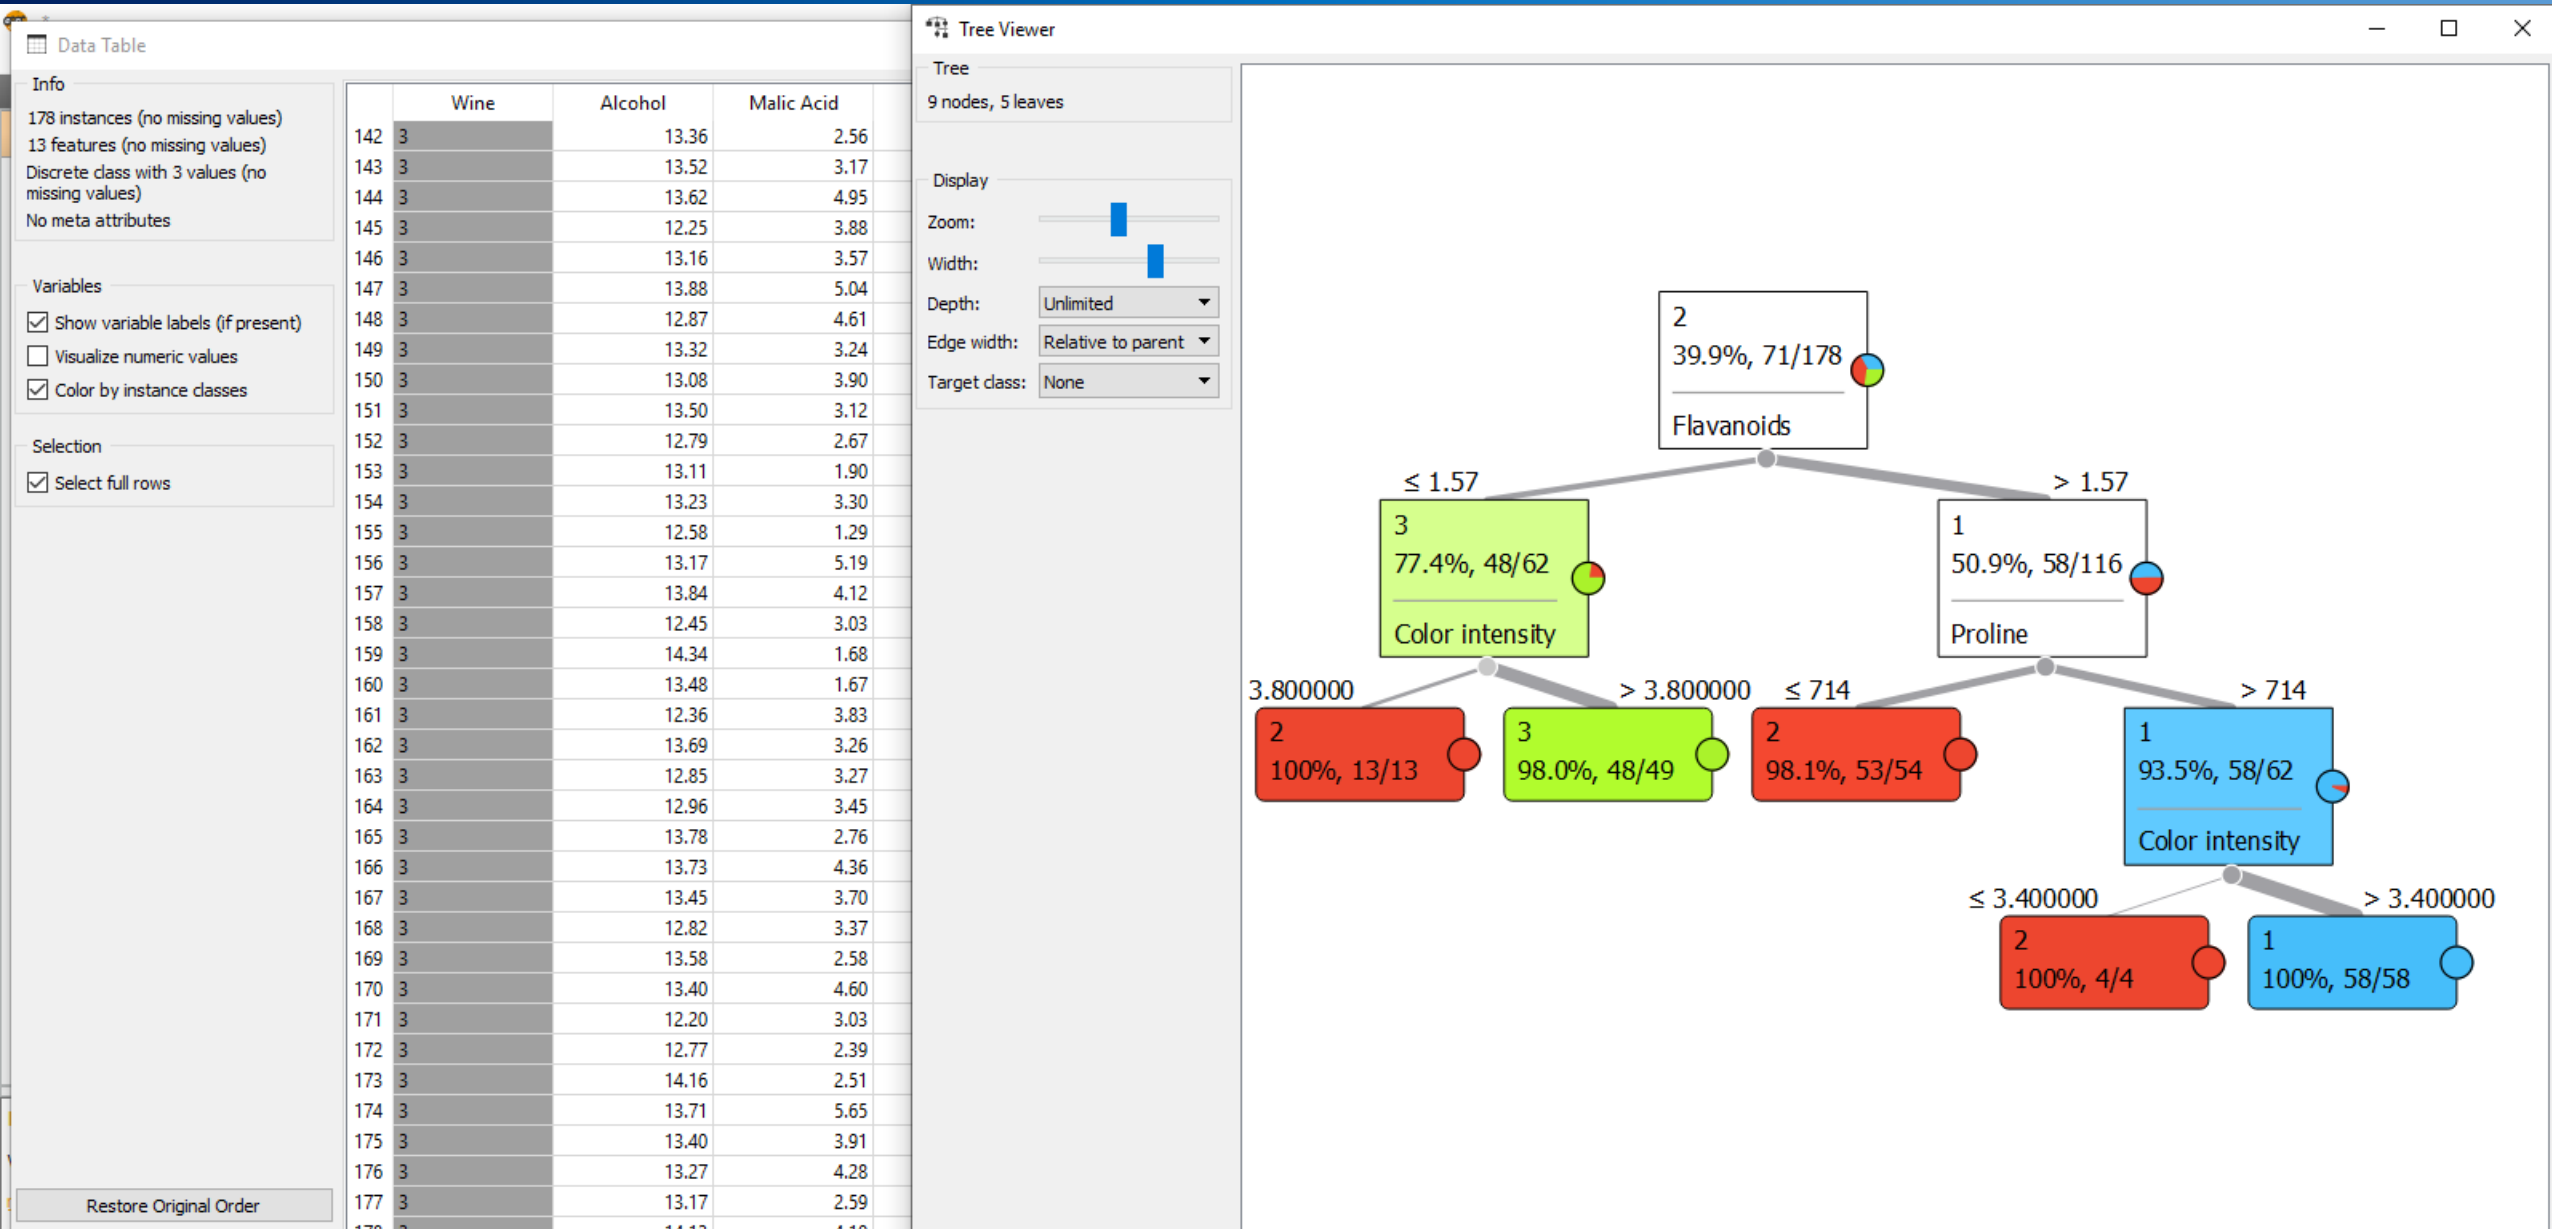 Data Table
Info
178 instances (no missing values)
13 features (no missing values)
Discrete class with 3 values (no
missing values)
No meta attributes
Variables
Show variable labels (if present)
Visualize numeric values
Color by instance classes
Selection
Select full rows
Restore Original Order
Wine Alcohol Malic Acid
142 3 13.36 2.56
143 3 13.52 3.17
144 3 13.62 4.95
145 3 12.25 3.88
146 3 13.16 3.57
147 3 13.88 5.04
148 3 12.87 4.61
149 3 13.32 3.24
150 3 13.08 3.90
151 3 13.50 3.12
152 3 12.79 2.67
153 3 13.11 1.90
154 3 13.23 3.30
155 3 12.58 1.29
156 3 13.17 5.19
157 3 13.84 4.12
158 3 12.45 3.03
159 3 14.34 1.68
160 3 13.48 1.67
161 3 12.36 3.83
162 3 13.69 3.26
163 3 12.85 3.27
164 3 12.96 3.45
165 3 13.78 2.76
166 3 13.73 4.36
167 3 13.45 3.70
168 3 12.82 3.37
169 3 13.58 2.58
170 3 13.40 4.60
171 3 12.20 3.03
172 3 12.77 2.39
173 3 14.16 2.51
174 3 13.71 5.65
175 3 13.40 3.91
176 3 13.27 4.28
177 3 13.17 2.59
Tree Viewer
Tree
9 nodes, 5 leaves
Display
Zoom:
Width:
Depth: Unlimited
Edge width: Relative to parent
Target class: None
2
39.9%, 71/178
Flavanoids
≤ 1.57
> 1.57
3
77.4%, 48/62
Color intensity
1
50.9%, 58/116
Proline
3.800000
> 3.800000
≤ 714
> 714
2
100%, 13/13
3
98.0%, 48/49
2
98.1%, 53/54
1
93.5%, 58/62
Color intensity
≤ 3.400000
> 3.400000
2
100%, 4/4
1
100%, 58/58